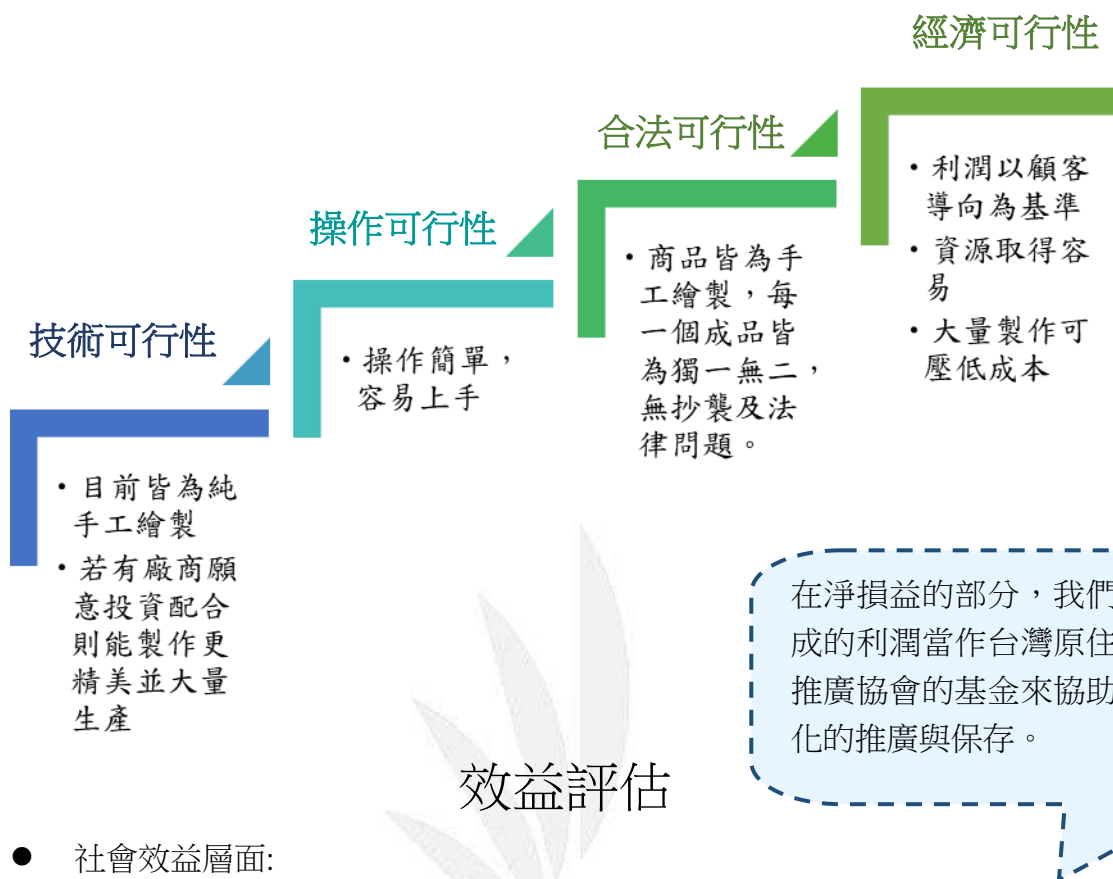 經濟可行性
• 利潤以顧客
導向為基準
• 資源取得容
易
• 大量製作可
壓低成本
合法可行性
• 商品皆為手
工繪製，每
一個成品皆
為獨一無二，
無抄襲及法
律問題。
操作可行性
• 操作簡單，
容易上手
技術可行性
• 目前皆為純
手工繪製
• 若有廠商願
意投資配合
則能製作更
精美並大量
生產
在淨損益的部分，我們
成的利潤當作台灣原住
推廣協會的基金來協助
化的推廣與保存。
效益評估
● 社會效益層面: